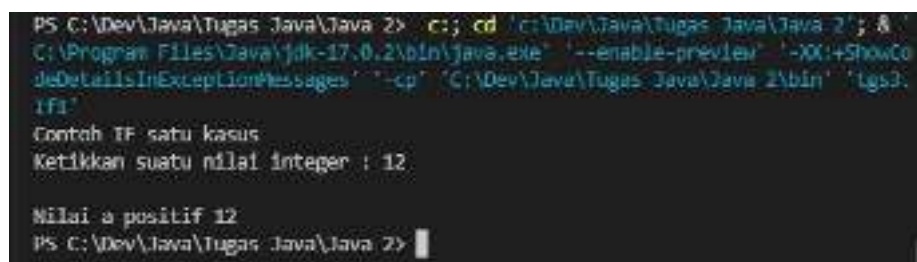 PS C:\Dev\Java\Tugas Java\Java 2>  c:; cd 'c:\Dev\Java\Tugas Java\Java 2'; & '
C:\Program Files\Java\jdk-17.0.2\bin\java.exe' '--enable-preview' '-XX:+ShowCo
deDetailsInExceptionMessages' '-cp' 'C:\Dev\Java\Tugas Java\Java 2\bin' 'tgs3.
If1'
Contoh IF satu kasus
Ketikkan suatu nilai integer : 12
Nilai a positif 12
PS C:\Dev\Java\Tugas Java\Java 2>